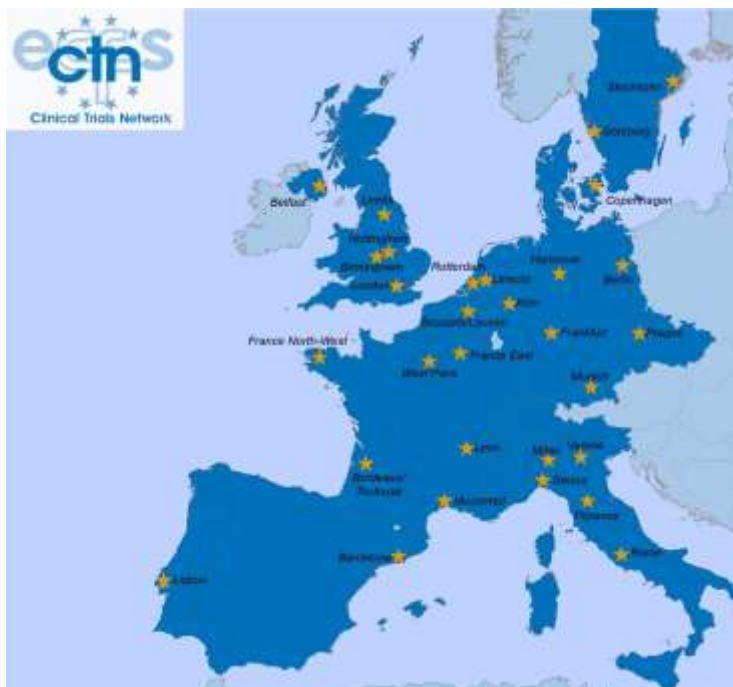 ecfs
ctn
Clinical Trials Network
Stockholm
Göteborg
Copenhagen
Belfast
Leeds
Nottingham
Birmingham
London
Rotterdam
Utrecht
Hannover
Berlin
Köln
Brussels/Leuven
Frankfurt
Prague
France North-West
France East
West Paris
Munich
Lyon
Milan
Verona
Genoa
Bordeaux/
Toulouse
Florence
Barcelona
Rome
Lisbon